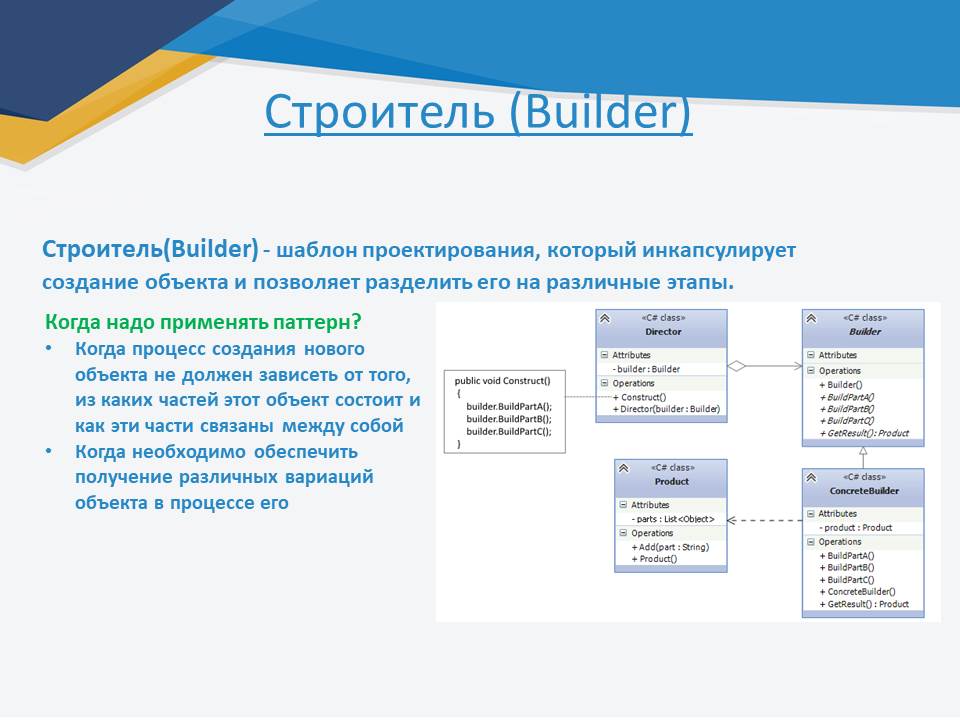 Строитель (Builder)
Строитель(Builder) - шаблон проектирования, который инкапсулирует
создание объекта и позволяет разделить его на различные этапы.
Когда надо применять паттерн?
• Когда процесс создания нового
объекта не должен зависеть от того,
из каких частей этот объект состоит и
как эти части связаны между собой
• Когда необходимо обеспечить
получение различных вариаций
объекта в процессе его
public void Construct()
{
builder.BuildPartA();
builder.BuildPartB();
builder.BuildPartC();
}
«C# class»
Director
Attributes
- builder : Builder
Operations
+ Construct()
+ Director(builder : Builder)
«C# class»
Builder
Attributes
Operations
+ Builder()
+ BuildPartA()
+ BuildPartB()
+ BuildPartC()
+ GetResult() : Product
«C# class»
Product
Attributes
- parts : List<Object>
Operations
+ Add(part : String)
+ Product()
«C# class»
ConcreteBuilder
Attributes
- product : Product
Operations
+ BuildPartA()
+ BuildPartB()
+ BuildPartC()
+ ConcreteBuilder()
+ GetResult() : Product